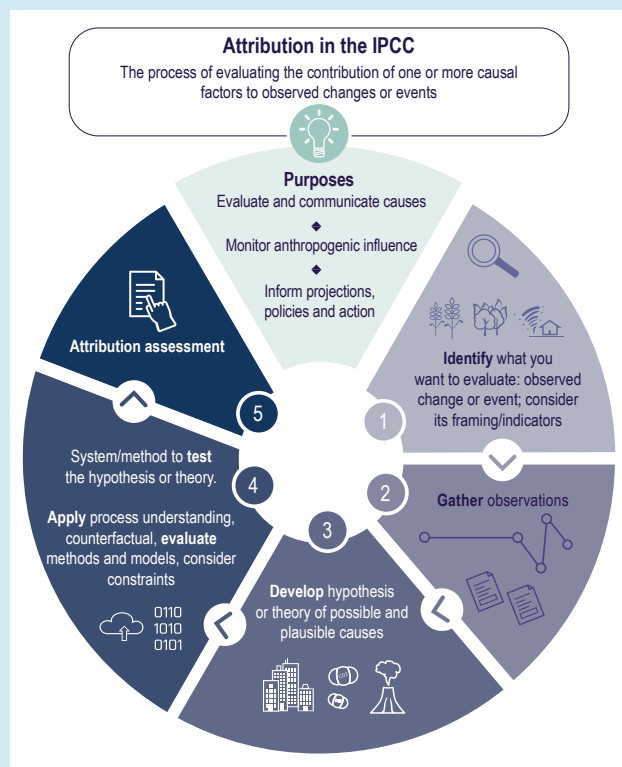 Attribution in the IPCC
The process of evaluating the contribution of one or more causal
factors to observed changes or events
Purposes
Evaluate and communicate causes
Monitor anthropogenic influence
Inform projections,
policies and action
1
Identify what you
want to evaluate: observed
change or event; consider
its framing/indicators
2
Gather observations
3
Develop hypothesis
or theory of possible and
plausible causes
4
System/method to test
the hypothesis or theory.
Apply process understanding,
counterfactual, evaluate
methods and models, consider
constraints
0110
1010
0101
5
Attribution assessment